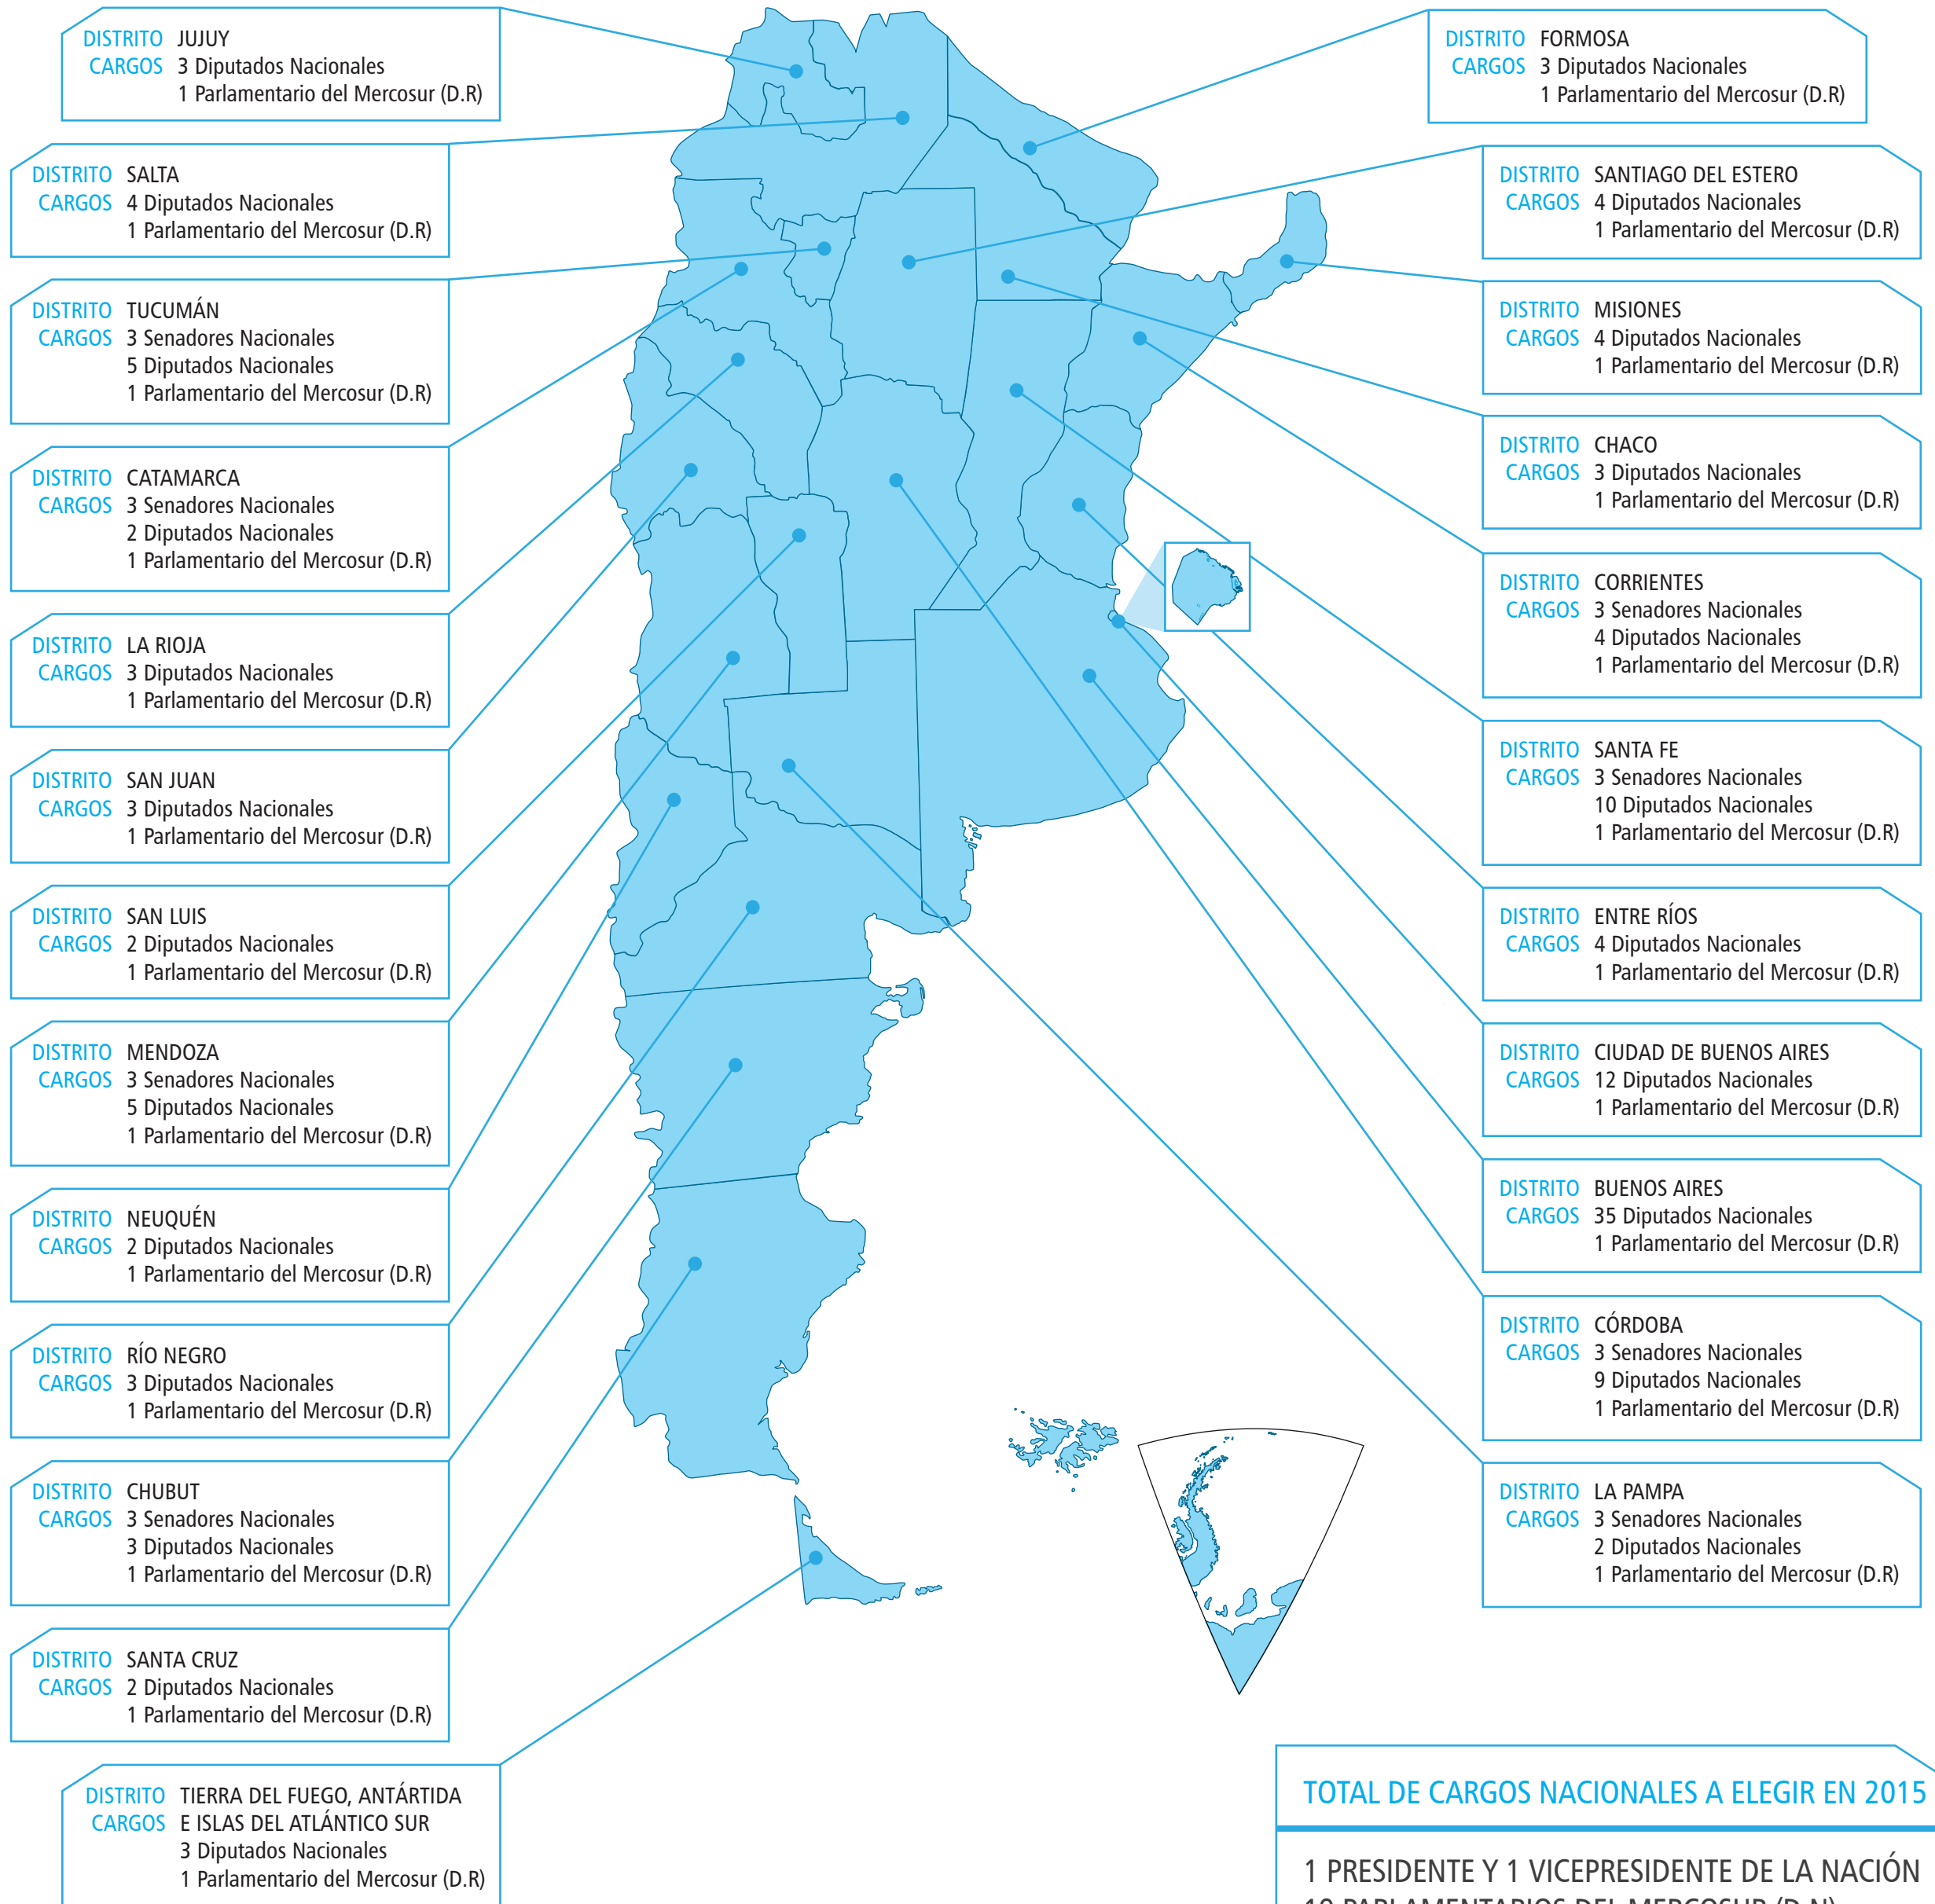 DISTRITO JUJUY
CARGOS 3 Diputados Nacionales
1 Parlamentario del Mercosur (D.R)
DISTRITO SALTA
CARGOS 4 Diputados Nacionales
1 Parlamentario del Mercosur (D.R)
DISTRITO TUCUMÁN
CARGOS 3 Senadores Nacionales
5 Diputados Nacionales
1 Parlamentario del Mercosur (D.R)
DISTRITO CATAMARCA
CARGOS 3 Senadores Nacionales
2 Diputados Nacionales
1 Parlamentario del Mercosur (D.R)
DISTRITO LA RIOJA
CARGOS 3 Diputados Nacionales
1 Parlamentario del Mercosur (D.R)
DISTRITO SAN JUAN
CARGOS 3 Diputados Nacionales
1 Parlamentario del Mercosur (D.R)
DISTRITO SAN LUIS
CARGOS 2 Diputados Nacionales
1 Parlamentario del Mercosur (D.R)
DISTRITO MENDOZA
CARGOS 3 Senadores Nacionales
5 Diputados Nacionales
1 Parlamentario del Mercosur (D.R)
DISTRITO NEUQUÉN
CARGOS 2 Diputados Nacionales
1 Parlamentario del Mercosur (D.R)
DISTRITO RÍO NEGRO
CARGOS 3 Diputados Nacionales
1 Parlamentario del Mercosur (D.R)
DISTRITO CHUBUT
CARGOS 3 Senadores Nacionales
3 Diputados Nacionales
1 Parlamentario del Mercosur (D.R)
DISTRITO SANTA CRUZ
CARGOS 2 Diputados Nacionales
1 Parlamentario del Mercosur (D.R)
DISTRITO TIERRA DEL FUEGO, ANTÁRTIDA
CARGOS E ISLAS DEL ATLÁNTICO SUR
3 Diputados Nacionales
1 Parlamentario del Mercosur (D.R)
DISTRITO FORMOSA
CARGOS 3 Diputados Nacionales
1 Parlamentario del Mercosur (D.R)
DISTRITO SANTIAGO DEL ESTERO
CARGOS 4 Diputados Nacionales
1 Parlamentario del Mercosur (D.R)
DISTRITO MISIONES
CARGOS 4 Diputados Nacionales
1 Parlamentario del Mercosur (D.R)
DISTRITO CHACO
CARGOS 3 Diputados Nacionales
1 Parlamentario del Mercosur (D.R)
DISTRITO CORRIENTES
CARGOS 3 Senadores Nacionales
4 Diputados Nacionales
1 Parlamentario del Mercosur (D.R)
DISTRITO SANTA FE
CARGOS 3 Senadores Nacionales
10 Diputados Nacionales
1 Parlamentario del Mercosur (D.R)
DISTRITO ENTRE RÍOS
CARGOS 4 Diputados Nacionales
1 Parlamentario del Mercosur (D.R)
DISTRITO CIUDAD DE BUENOS AIRES
CARGOS 12 Diputados Nacionales
1 Parlamentario del Mercosur (D.R)
DISTRITO BUENOS AIRES
CARGOS 35 Diputados Nacionales
1 Parlamentario del Mercosur (D.R)
DISTRITO CÓRDOBA
CARGOS 3 Senadores Nacionales
9 Diputados Nacionales
1 Parlamentario del Mercosur (D.R)
DISTRITO LA PAMPA
CARGOS 3 Senadores Nacionales
2 Diputados Nacionales
1 Parlamentario del Mercosur (D.R)
TOTAL DE CARGOS NACIONALES A ELEGIR EN 2015
1 PRESIDENTE Y 1 VICEPRESIDENTE DE LA NACIÓN
PARLAMENTARIOS DEL MERCOSUR (D.N)